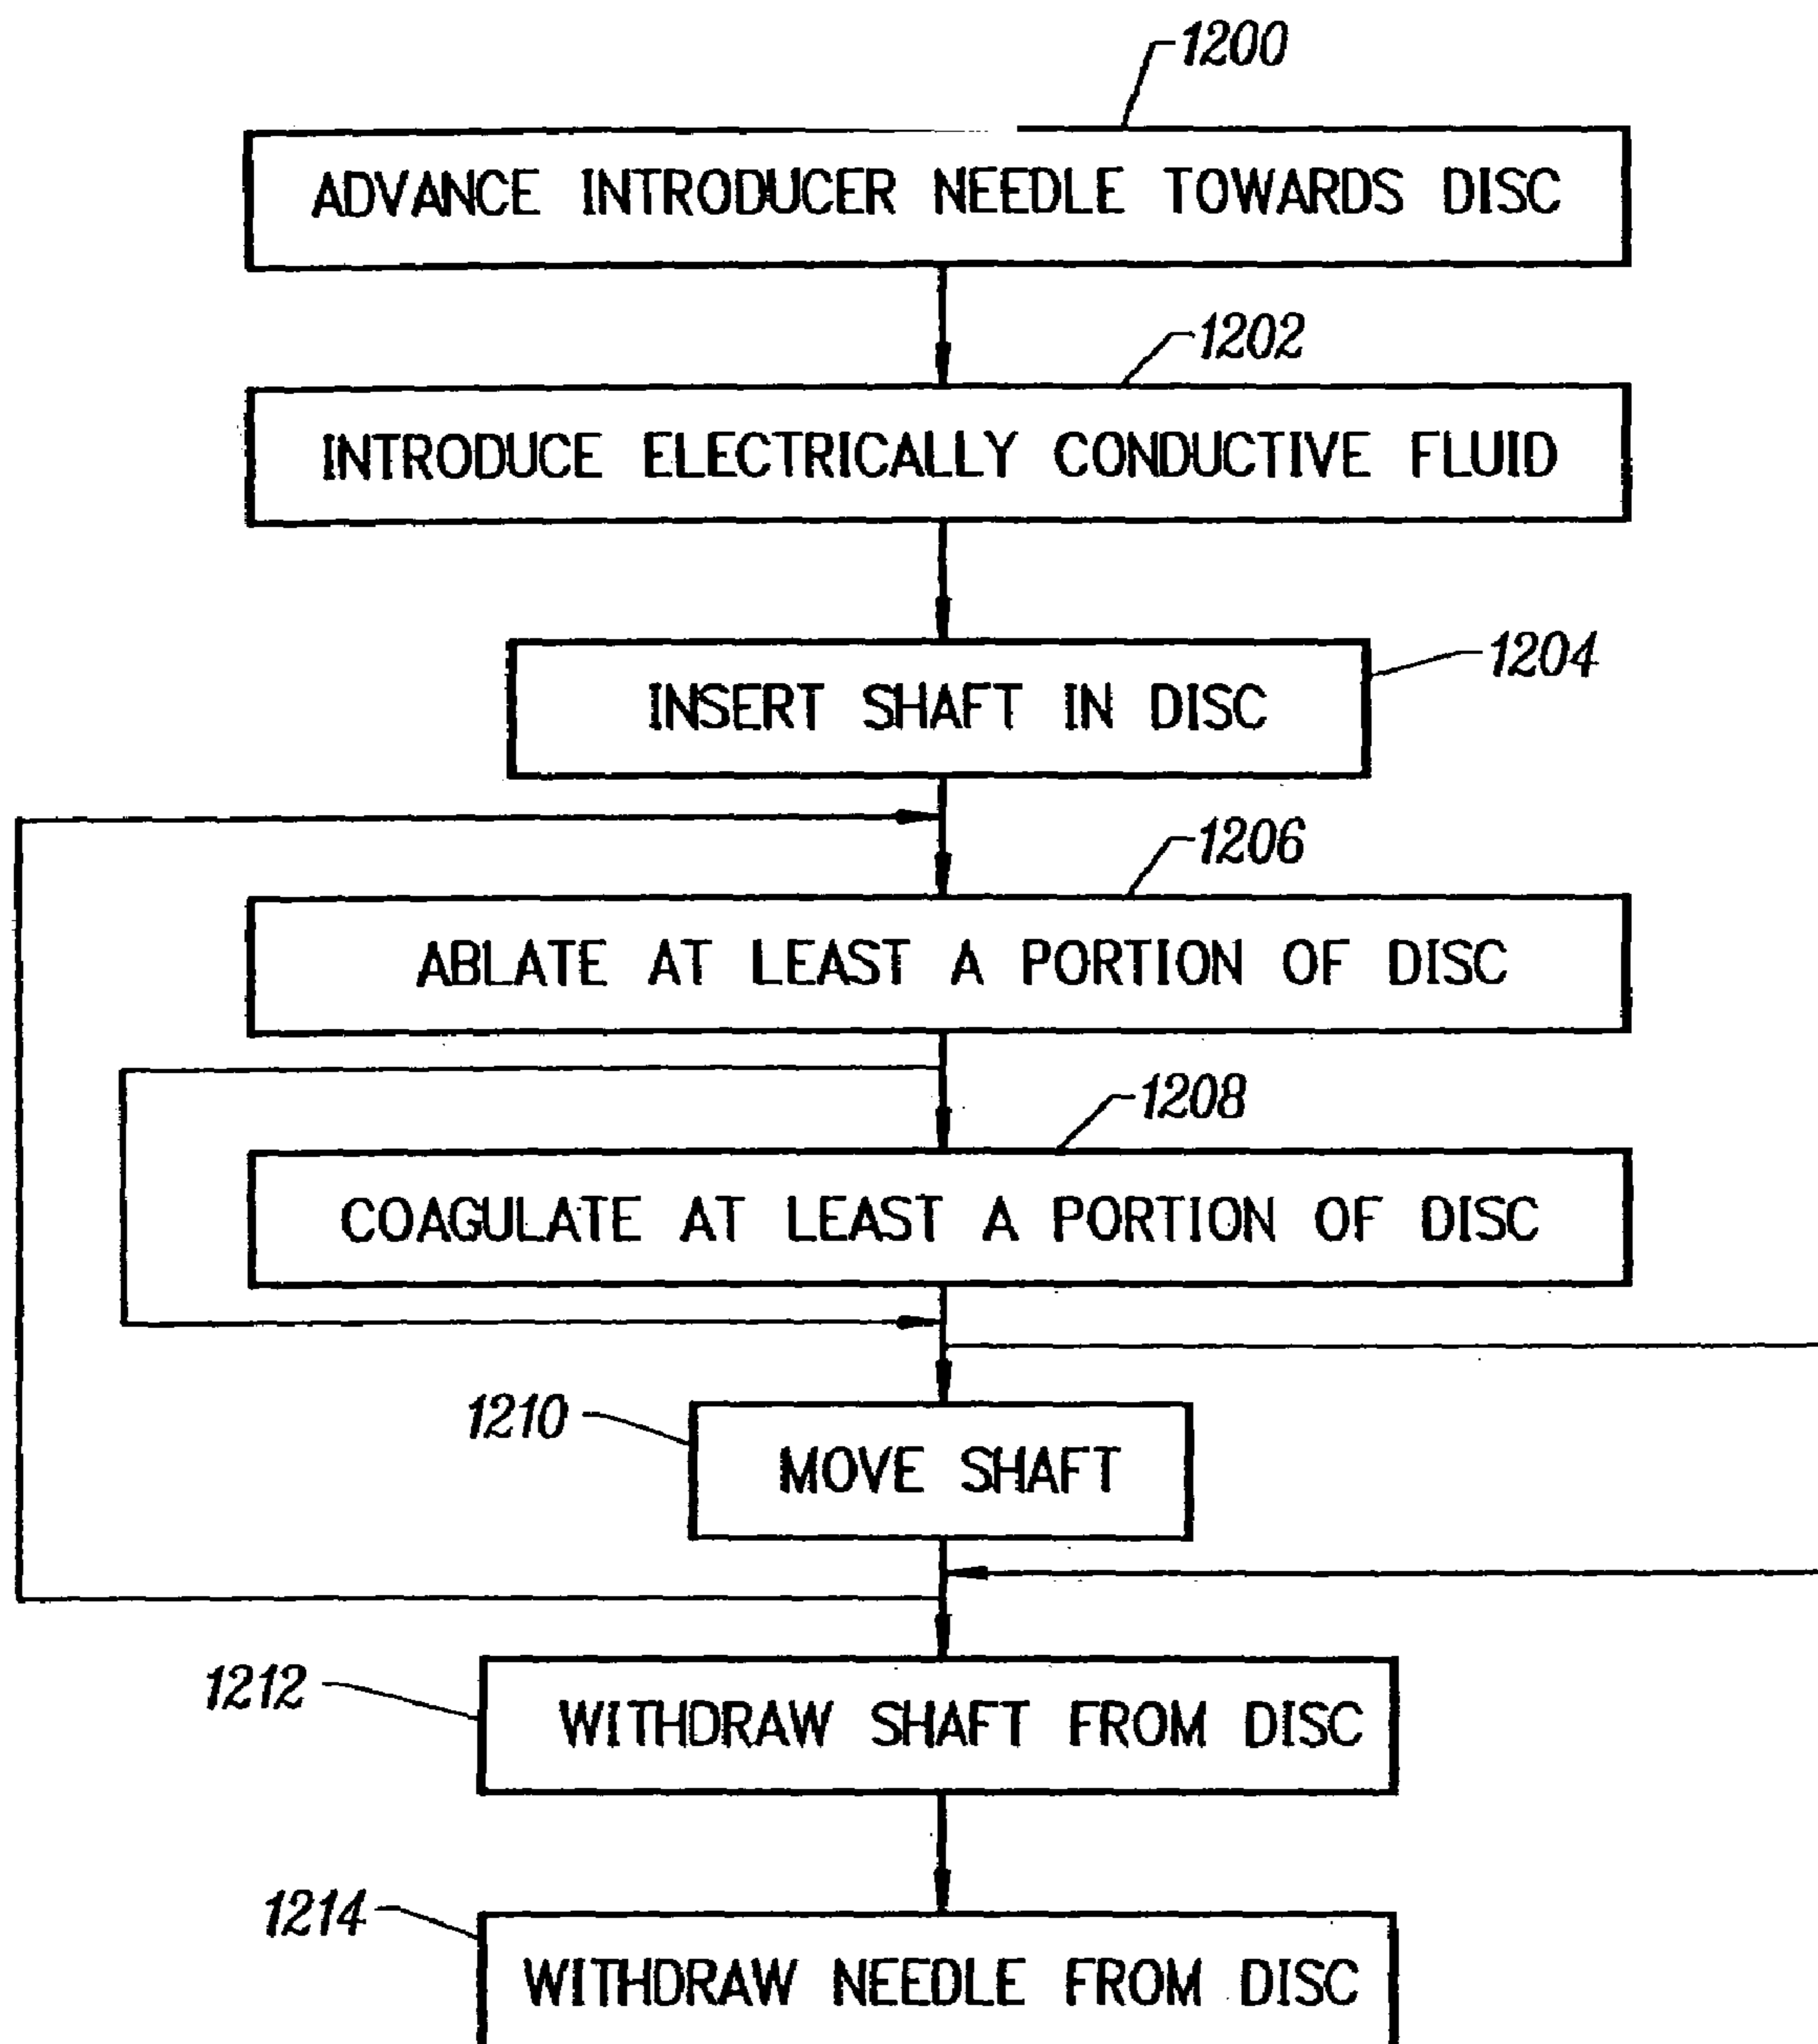 1200
ADVANCE INTRODUCER NEEDLE TOWARDS DISC
1202
INTRODUCE ELECTRICALLY CONDUCTIVE FLUID
1204
INSERT SHAFT IN DISC
1206
ABLATE AT LEAST A PORTION OF DISC
1208
COAGULATE AT LEAST A PORTION OF DISC
1210
MOVE SHAFT
1212
WITHDRAW SHAFT FROM DISC
1214
WITHDRAW NEEDLE FROM DISC